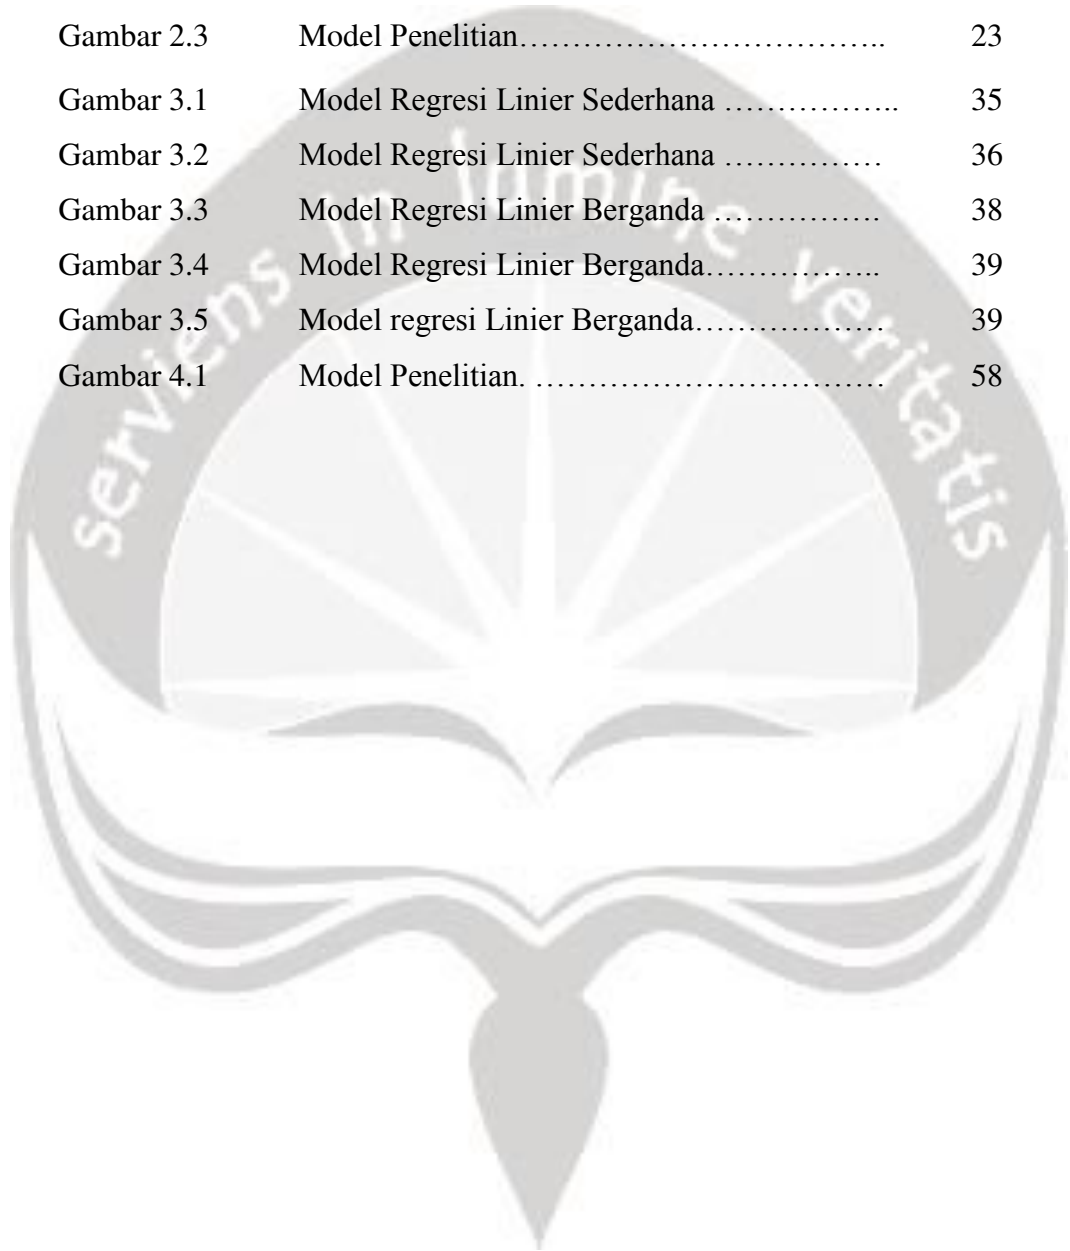 Gambar 2.3 Model Penelitian…………………………….. 23
Gambar 3.1 Model Regresi Linier Sederhana …………….. 35
Gambar 3.2 Model Regresi Linier Sederhana …………… 36
Gambar 3.3 Model Regresi Linier Berganda ……………. 38
Gambar 3.4 Model Regresi Linier Berganda…………….. 39
Gambar 3.5 Model regresi Linier Berganda……………… 39
Gambar 4.1 Model Penelitian. …………………………… 58
serviens in lumine veritatis